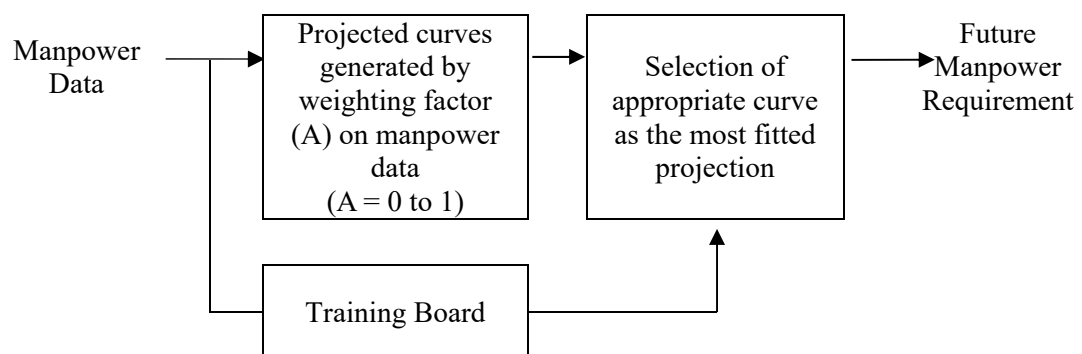 Manpower
Data
Projected curves
generated by
weighting factor
(A) on manpower
data
(A = 0 to 1)
Selection of
appropriate curve
as the most fitted
projection
Future
Manpower
Requirement
Training Board